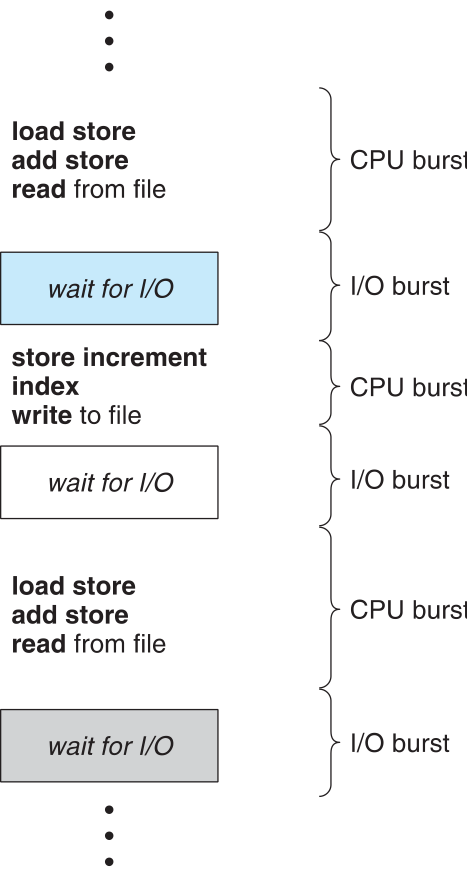 load store
add store
read from file
CPU burst
wait for I/O
I/O burst
store increment
index
write to file
CPU burst
wait for I/O
I/O burst
load store
add store
read from file
CPU burst
wait for I/O
I/O burst